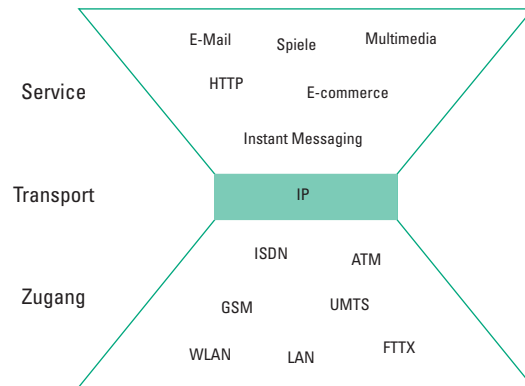 E-Mail
Spiele
Multimedia
Service
HTTP
E-commerce
Instant Messaging
Transport
IP
ISDN
ATM
Zugang
GSM
UMTS
WLAN
LAN
FTTX